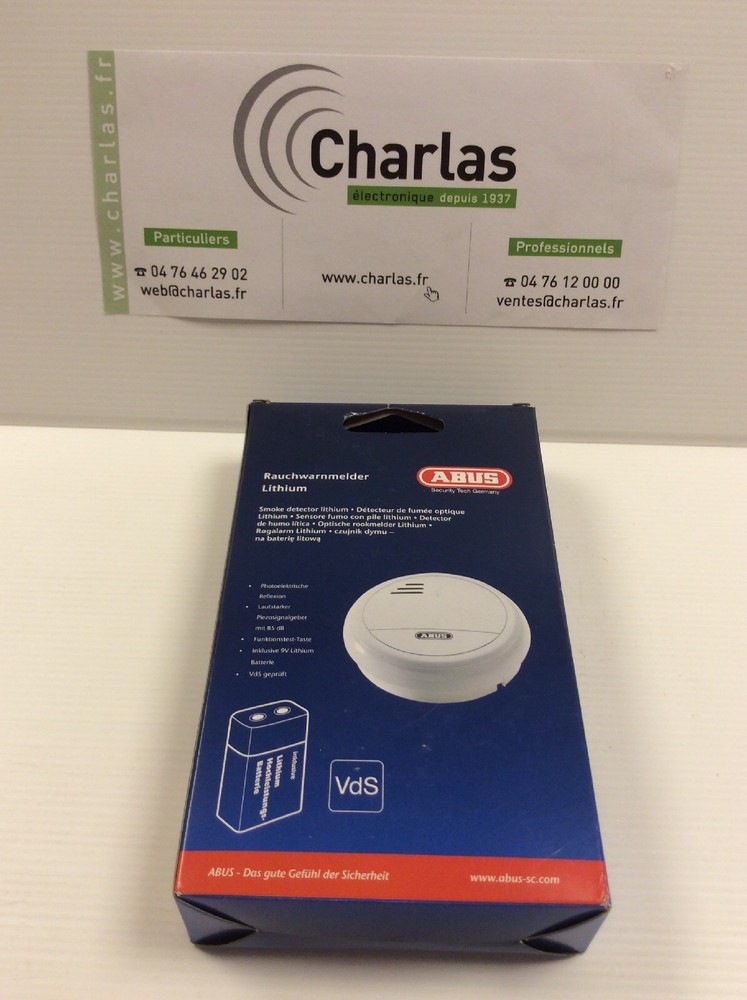 www.charlas.fr
Charlas
électronique depuis 1937
Particuliers
☎ 04 76 46 29 02
web@charlas.fr
www.charlas.fr
Professionnels
☎ 04 76 12 00 00
ventes@charlas.fr
Rauchwarnmelder
Lithium
ABUS
Security Tech Germany
Smoke detector lithium • Détecteur de fumée optique
Lithium • Sensore fumo con pile lithium • Detector
de humo lítica • Optische rookmelder Lithium •
Røgalarm Lithium • czujnik dymu –
na baterię litową
• Photoelektrische
Reflexion
• Lautstarker
Piezosignalgeber
mit 85 dB
• Funktionstest-Taste
• Inklusive 9V Lithium
Batterie
• VdS geprüft
ABUS
Inklusive
Lithium
Hochleistungs-
Batterie
VdS
ABUS - Das gute Gefühl der Sicherheit
www.abus-sc.com